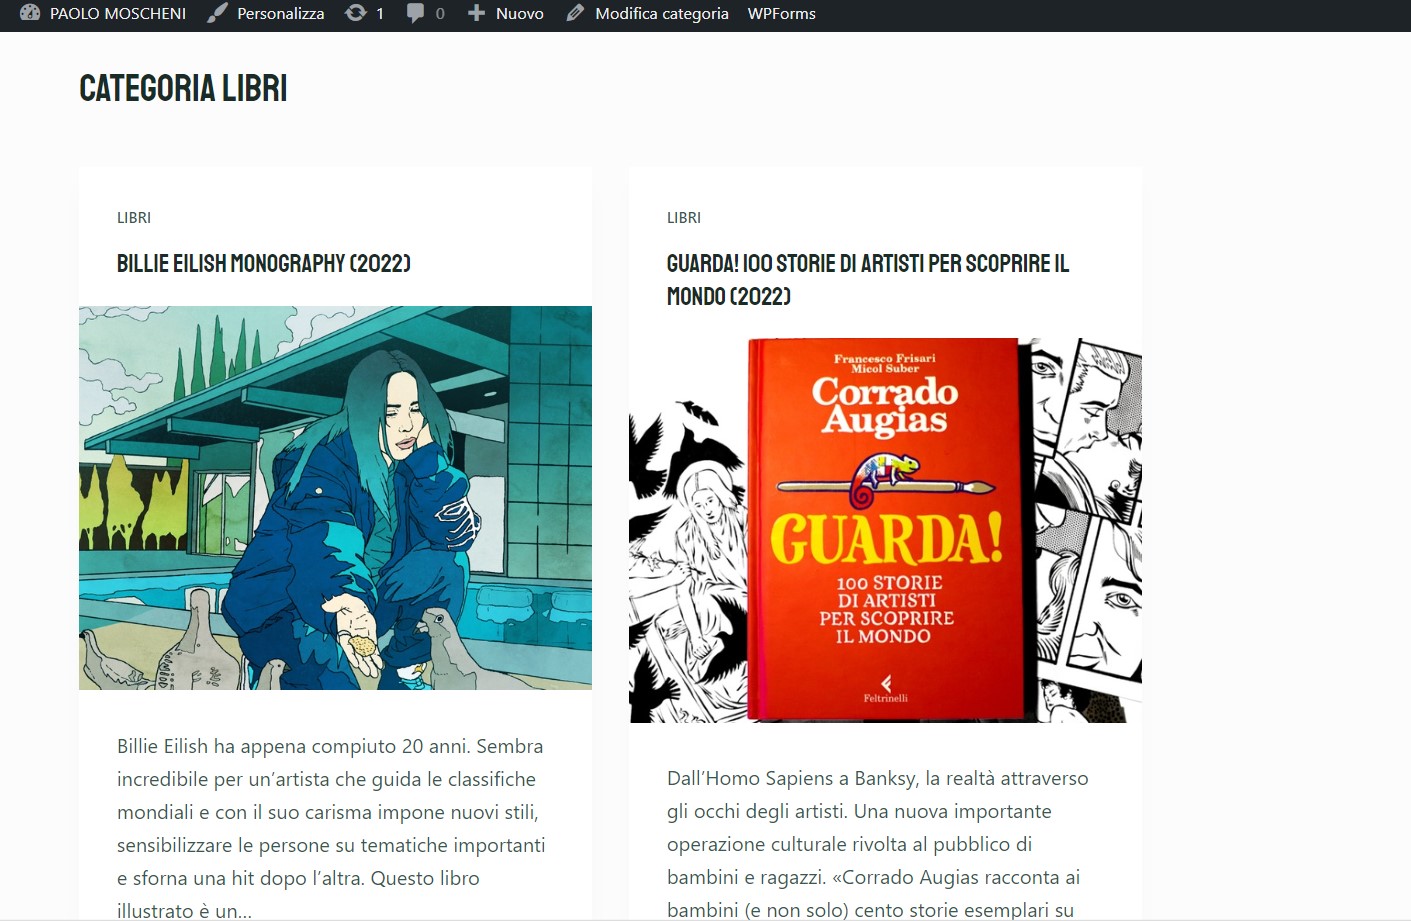 PAOLO MOSCHENI Personalizza 1 0 Nuovo Modifica categoria WPForms
CATEGORIA LIBRI
LIBRI
BILLIE EILISH MONOGRAPHY (2022)
Billie Eilish ha appena compiuto 20 anni. Sembra
incredibile per un’artista che guida le classifiche
mondiali e con il suo carisma impone nuovi stili,
sensibilizzare le persone su tematiche importanti
e sforna una hit dopo l’altra. Questo libro
illustrato è un…
LIBRI
GUARDA! 100 STORIE DI ARTISTI PER SCOPRIRE IL
MONDO (2022)
Francesco Frisari
Micol Suber
Corrado
Augias
GUARDA!
100 STORIE
DI ARTISTI
PER SCOPRIRE
IL MONDO
Feltrinelli
Dall’Homo Sapiens a Banksy, la realtà attraverso
gli occhi degli artisti. Una nuova importante
operazione culturale rivolta al pubblico di
bambini e ragazzi. «Corrado Augias racconta ai
bambini (e non solo) cento storie esemplari su